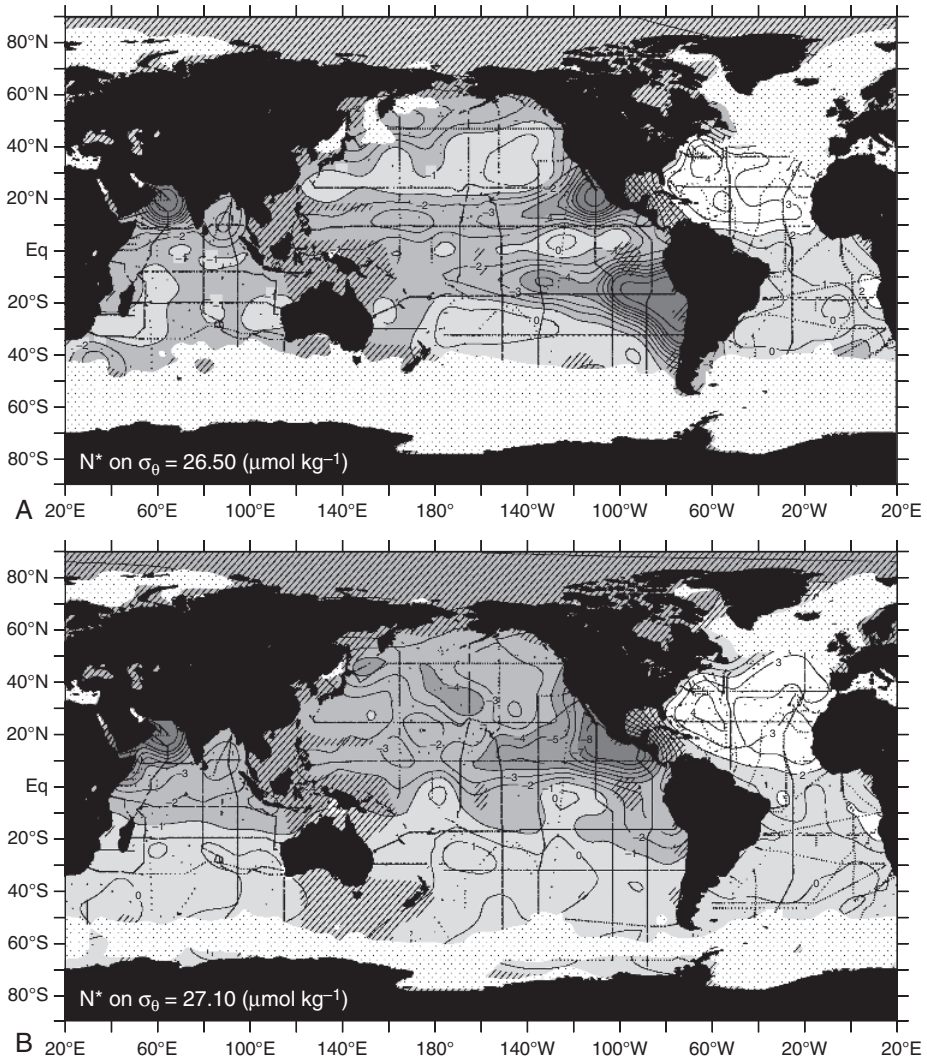 80°N
60°N
40°N
20°N
Eq
20°S
40°S
60°S
80°S
N* on σθ = 26.50 (μmol kg–1)
A 20°E 60°E 100°E 140°E 180° 140°W 100°W 60°W 20°W 20°E
80°N
60°N
40°N
20°N
Eq
20°S
40°S
60°S
80°S
N* on σθ = 27.10 (μmol kg–1)
B 20°E 60°E 100°E 140°E 180° 140°W 100°W 60°W 20°W 20°E